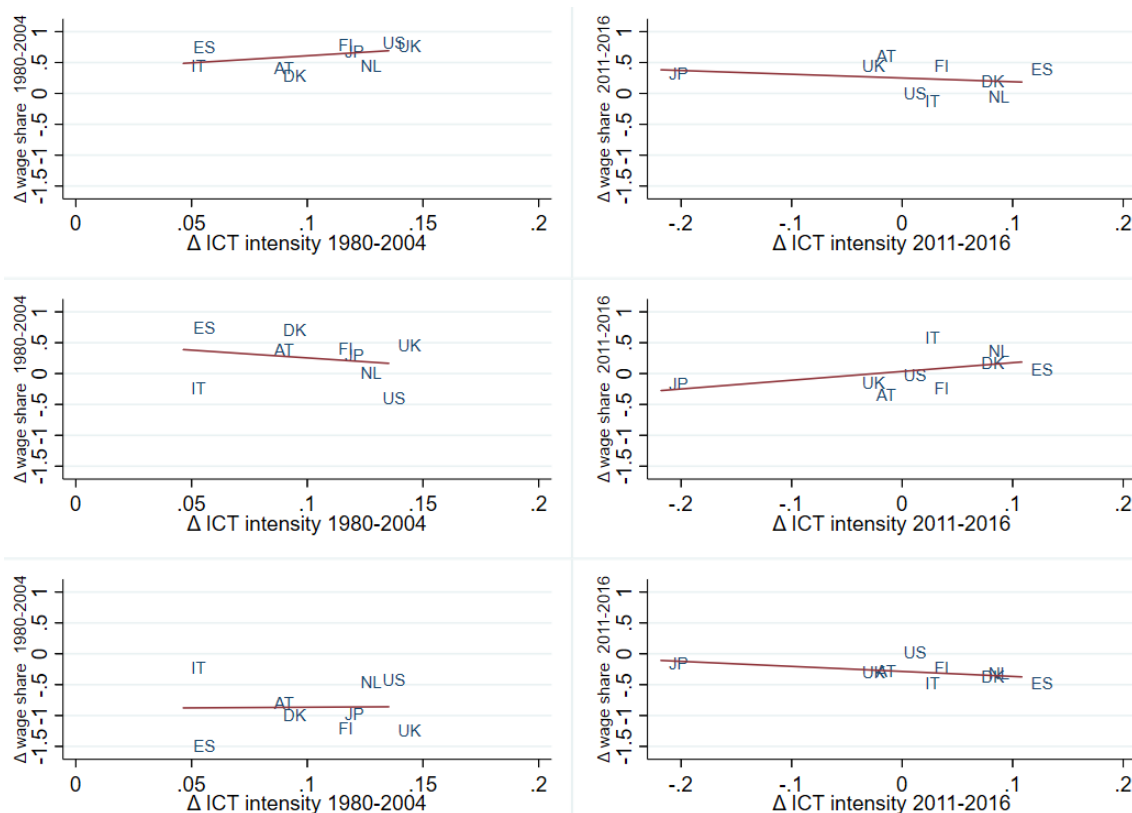 Δ wage share 1980-2004
1
.5
0
-.5
-1
-1.5
ES
IT
AT
DK
FI
JP
NL
US
UK
0 .05 .1 .15 .2
Δ ICT intensity 1980-2004
Δ wage share 2011-2016
1
.5
0
-.5
-1
-1.5
JP
UK
AT
US
IT
FI
DK
NL
ES
-.2 -.1 0 .1 .2
Δ ICT intensity 2011-2016
Δ wage share 1980-2004
1
.5
0
-.5
-1
-1.5
ES
IT
DK
AT
FI
JP
NL
UK
US
0 .05 .1 .15 .2
Δ ICT intensity 1980-2004
Δ wage share 2011-2016
1
.5
0
-.5
-1
-1.5
JP
UK
AT
US
IT
FI
NL
DK
ES
-.2 -.1 0 .1 .2
Δ ICT intensity 2011-2016
Δ wage share 1980-2004
1
.5
0
-.5
-1
-1.5
IT
ES
AT
DK
FI
JP
NL
US
UK
0 .05 .1 .15 .2
Δ ICT intensity 1980-2004
Δ wage share 2011-2016
1
.5
0
-.5
-1
-1.5
JP
UK
AT
US
IT
FI
DK
NL
ES
-.2 -.1 0 .1 .2
Δ ICT intensity 2011-2016